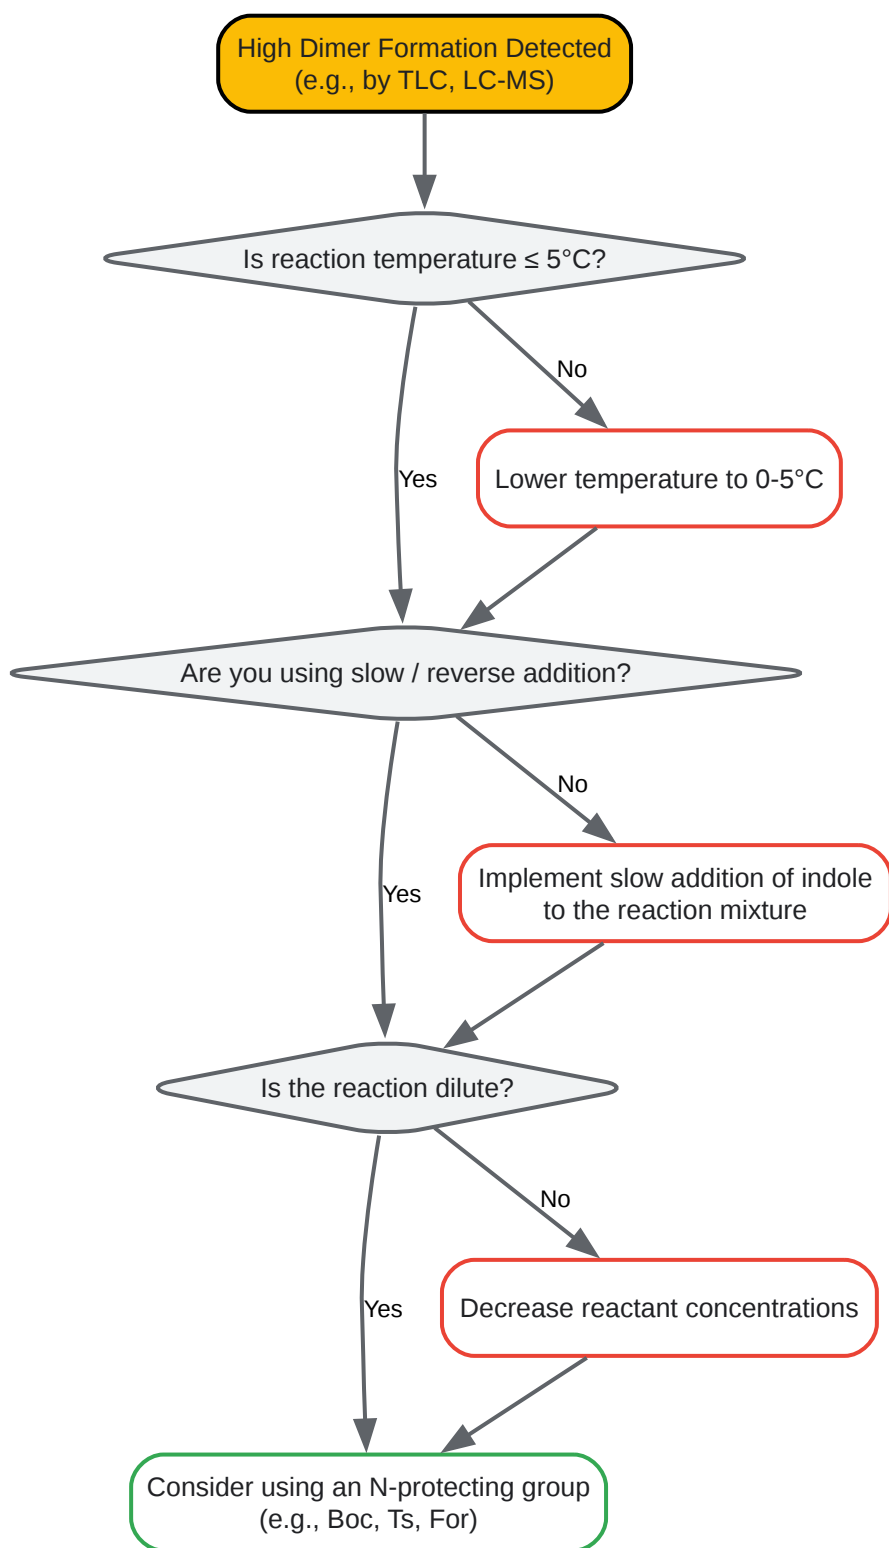 High Dimer Formation Detected
(e.g., by TLC, LC-MS)
Is reaction temperature ≤ 5°C?
No
Lower temperature to 0-5°C
Yes
Are you using slow / reverse addition?
No
Implement slow addition of indole
to the reaction mixture
Yes
Is the reaction dilute?
No
Decrease reactant concentrations
Yes
Consider using an N-protecting group
(e.g., Boc, Ts, For)